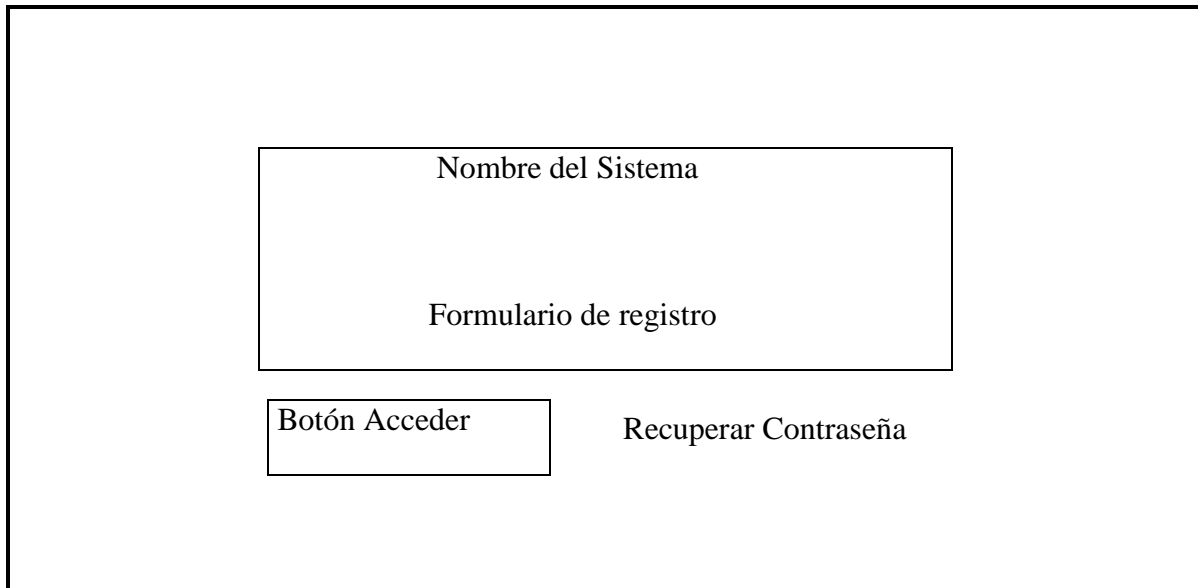 Nombre del Sistema
Formulario de registro
Botón Acceder
Recuperar Contraseña